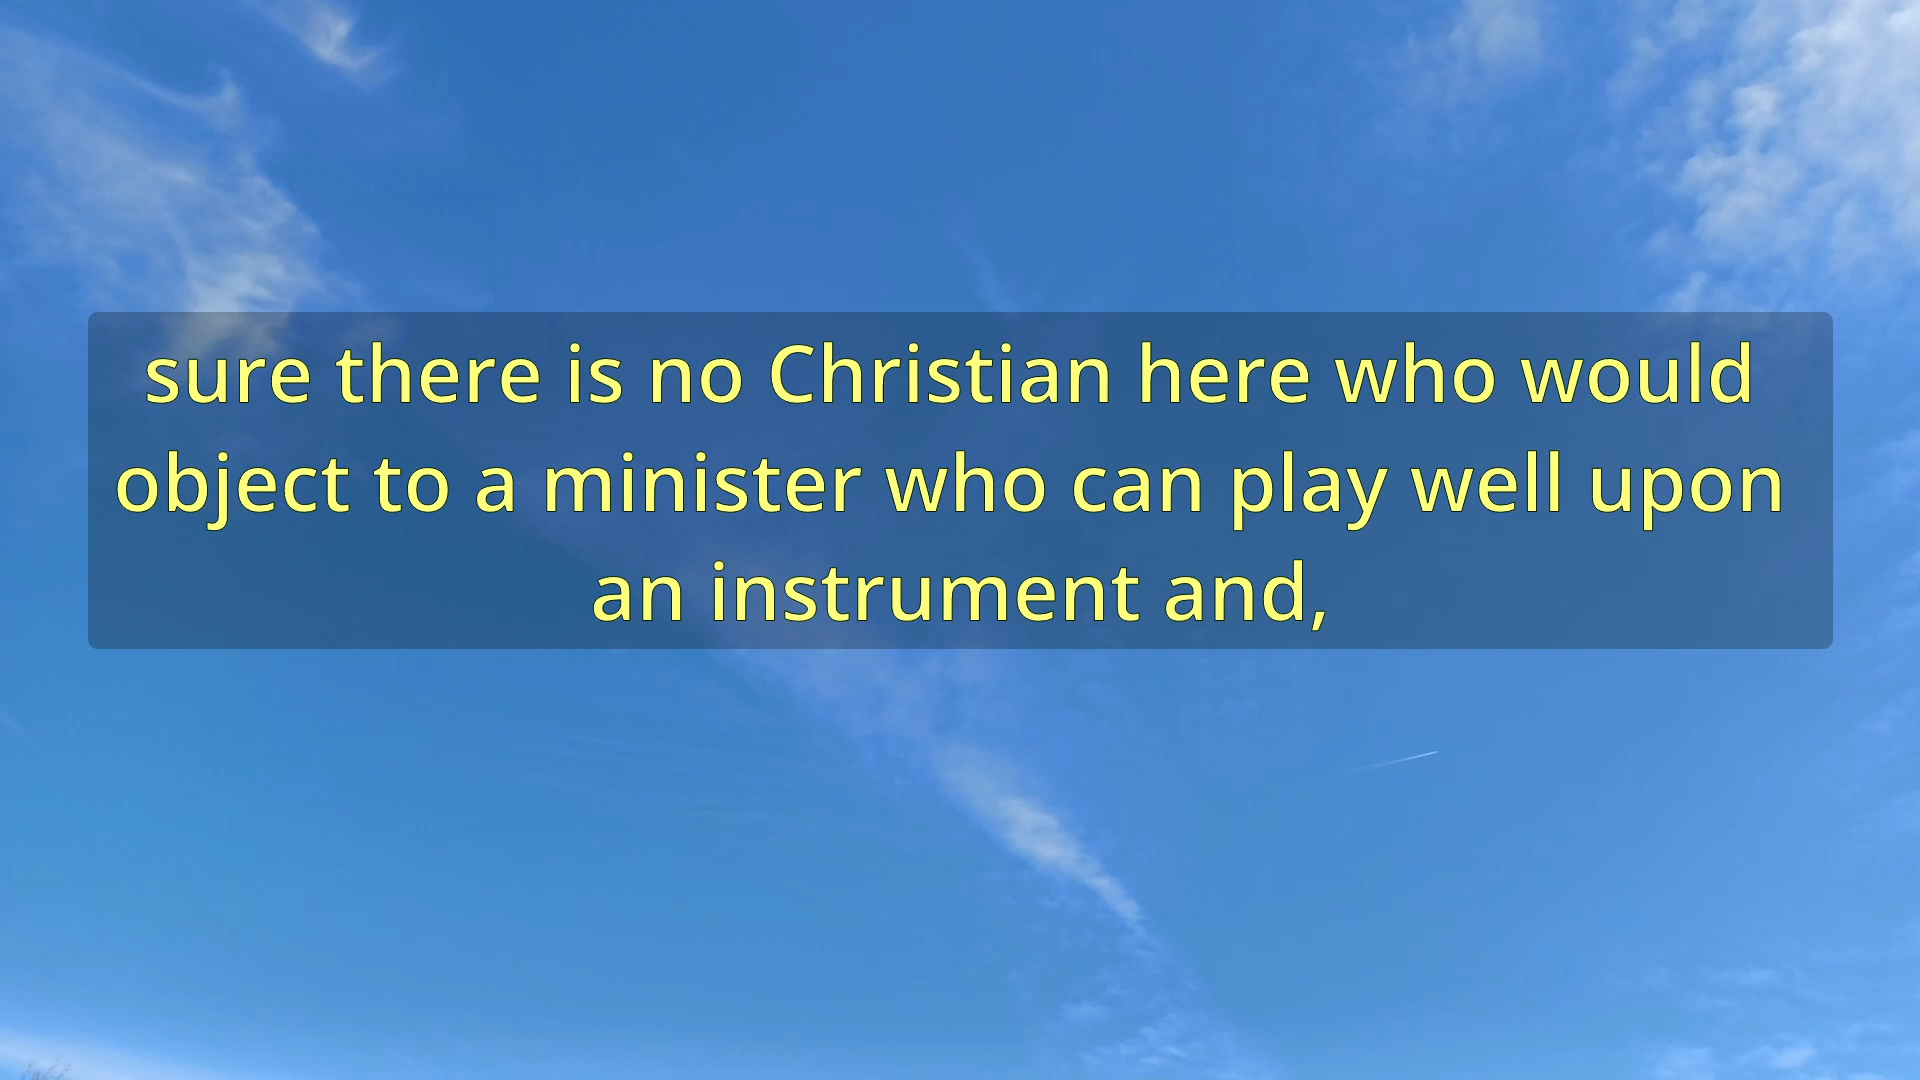 sure there is no Christian here who would
object to a minister who can play well upon
an instrument and,